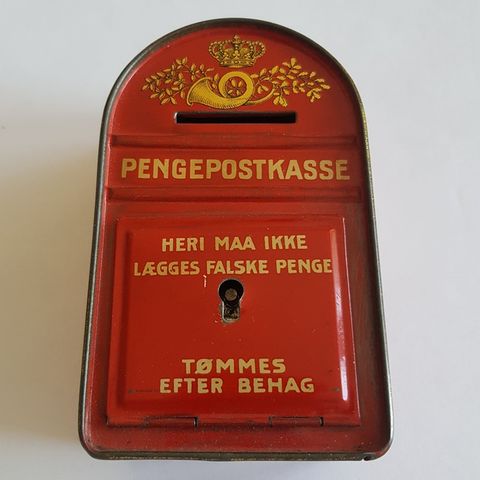 PENGEPOSTKASSE
HERI MAA IKKE
LÆGGES FALSKE PENGE
TØMMES
EFTER BEHAG